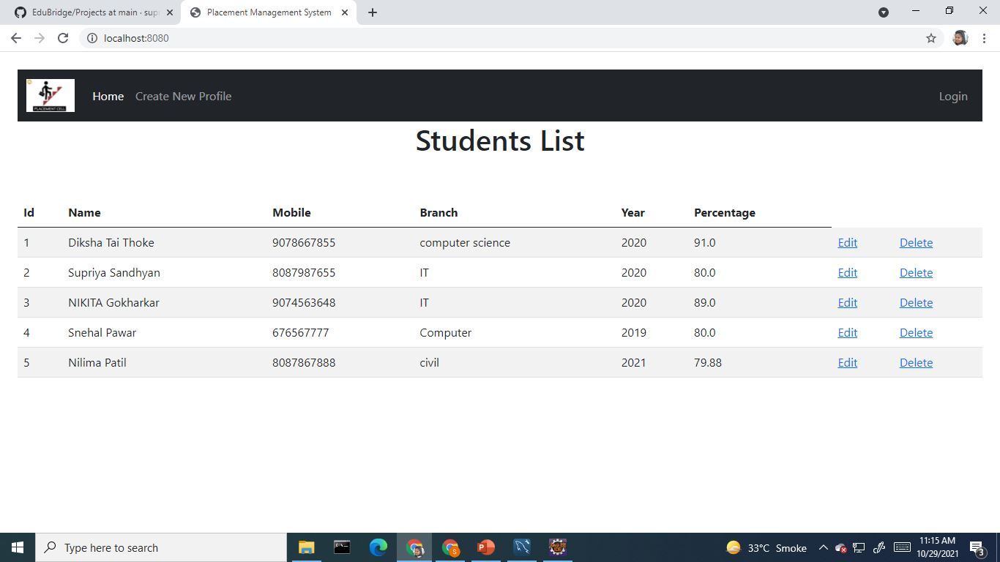 EduBridge/Projects at main · supr
Placement Management System
localhost:8080
PLACEMENT CELL
Home Create New Profile Login
Students List
Id Name Mobile Branch Year Percentage
1 Diksha Tai Thoke 9078667855 computer science 2020 91.0 Edit Delete
2 Supriya Sandhyan 8087987655 IT 2020 80.0 Edit Delete
3 NIKITA Gokharkar 9074563648 IT 2020 89.0 Edit Delete
4 Snehal Pawar 676567777 Computer 2019 80.0 Edit Delete
5 Nilima Patil 8087867888 civil 2021 79.88 Edit Delete
Type here to search
33°C Smoke
11:15 AM
10/29/2021
3